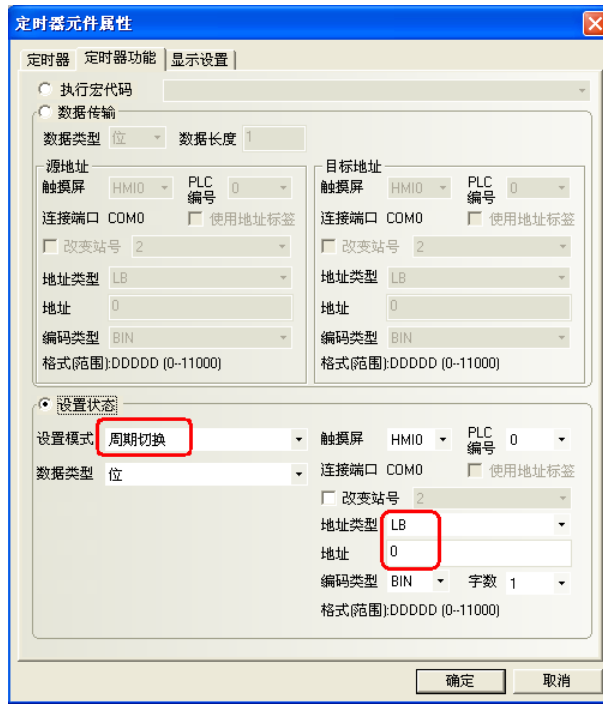 定时器元件属性
定时器 定时器功能 显示设置
执行宏代码
数据传输
数据类型 位 数据长度 1
源地址
触摸屏 HMI0 PLC编号 0
连接端口 COM0 使用地址标签
改变站号 2
地址类型 LB
地址 0
编码类型 BIN
格式(范围):DDDDD (0--11000)
目标地址
触摸屏 HMI0 PLC编号 0
连接端口 COM0 使用地址标签
改变站号 2
地址类型 LB
地址 0
编码类型 BIN
格式(范围):DDDDD (0--11000)
设置状态
设置模式 周期切换
数据类型 位
触摸屏 HMI0 PLC编号 0
连接端口 COM0 使用地址标签
改变站号 2
地址类型 LB
地址 0
编码类型 BIN 字数 1
格式(范围):DDDDD (0--11000)
确定 取消